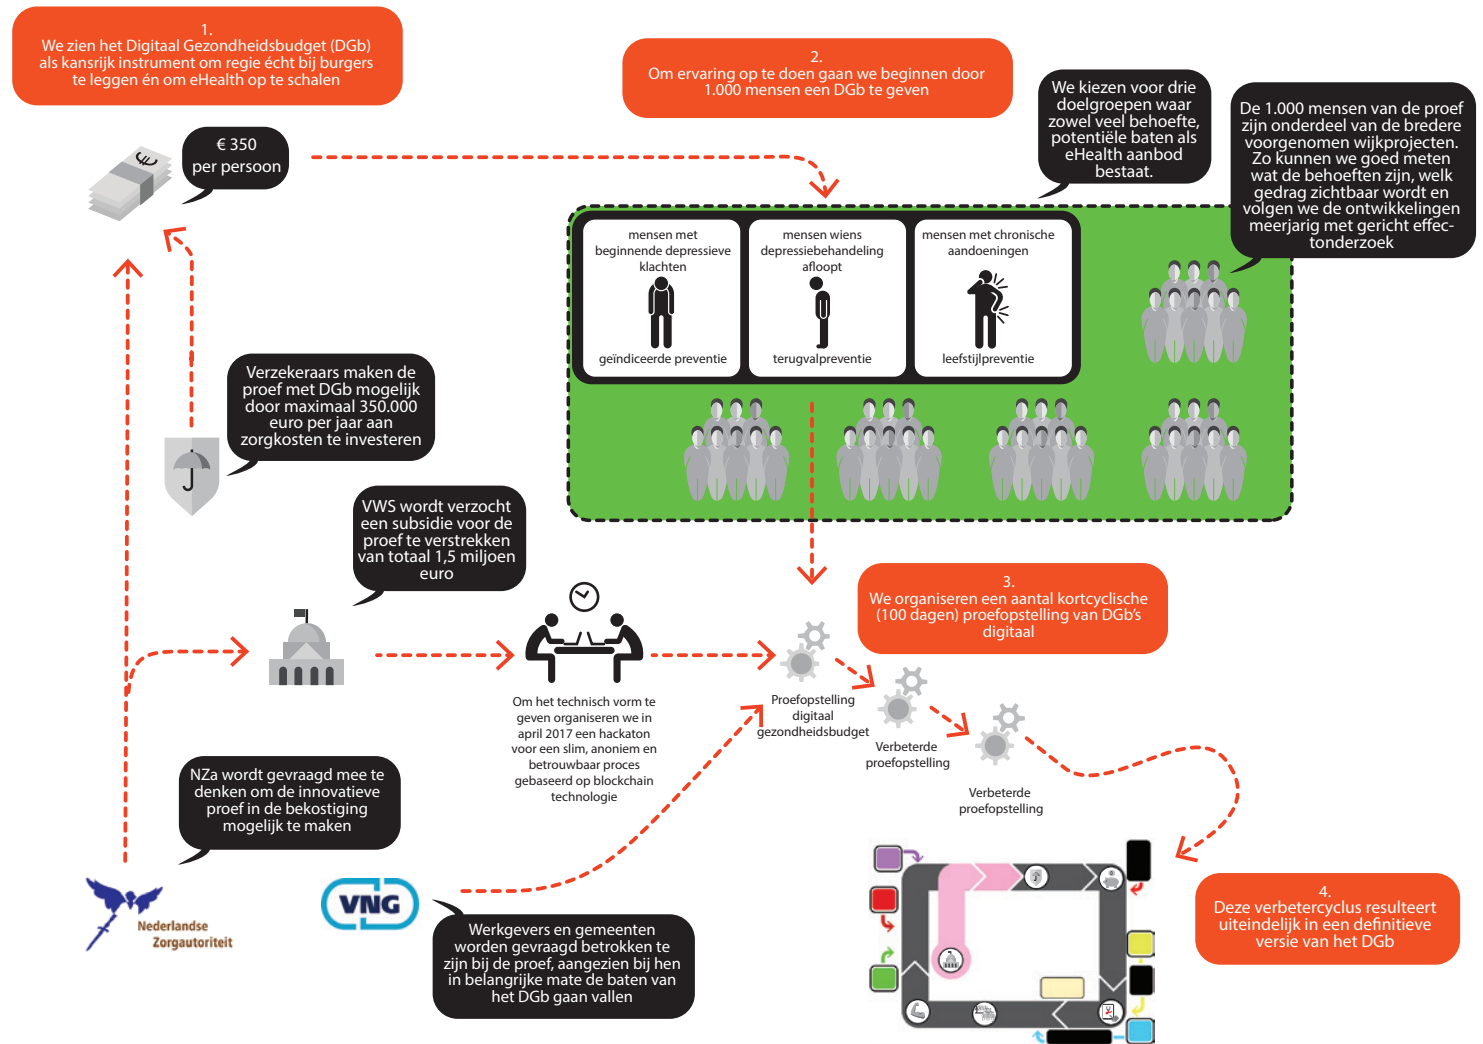 1.
We zien het Digitaal Gezondheidsbudget (DGb)
als kansrijk instrument om regie écht bij burgers
te leggen én om eHealth op te schalen
2.
Om ervaring op te doen gaan we beginnen door
1.000 mensen een DGb te geven
We kiezen voor drie
doelgroepen waar
zowel veel behoefte,
potentiële baten als
eHealth aanbod
bestaat.
De 1.000 mensen van de proef
zijn onderdeel van de bredere
voorgenomen wijkprojecten.
Zo kunnen we goed meten
wat de behoeften zijn, welk
gedrag zichtbaar wordt en
volgen we de ontwikkelingen
meerjarig met gericht effec-
tonderzoek
€
€ 350
per persoon
mensen met
beginnende depressieve
klachten
geïndiceerde preventie
mensen wiens
depressiebehandeling
afloopt
terugvalpreventie
mensen met chronische
aandoeningen
leefstijlpreventie
Verzekeraars maken de
proef met DGb mogelijk
door maximaal 350.000
euro per jaar aan
zorgkosten te investeren
VWS wordt verzocht
een subsidie voor de
proef te verstrekken
van totaal 1,5 miljoen
euro
3.
We organiseren een aantal kortcyclische
(100 dagen) proefopstelling van DGb's
digitaal
Om het technisch vorm te
geven organiseren we in
april 2017 een hackaton
voor een slim, anoniem en
betrouwbaar proces
gebaseerd op blockchain
technologie
Proefopstelling
digitaal
gezondheidsbudget
Verbeterde
proefopstelling
Verbeterde
proefopstelling
NZa wordt gevraagd mee te
denken om de innovatieve
proef in de bekostiging
mogelijk te maken
Nederlandse
Zorgautoriteit
VNG
Werkgevers en gemeenten
worden gevraagd betrokken te
zijn bij de proef, aangezien bij hen
in belangrijke mate de baten van
het DGb gaan vallen
4.
Deze verbetercyclus resulteert
uiteindelijk in een definitieve
versie van het DGb